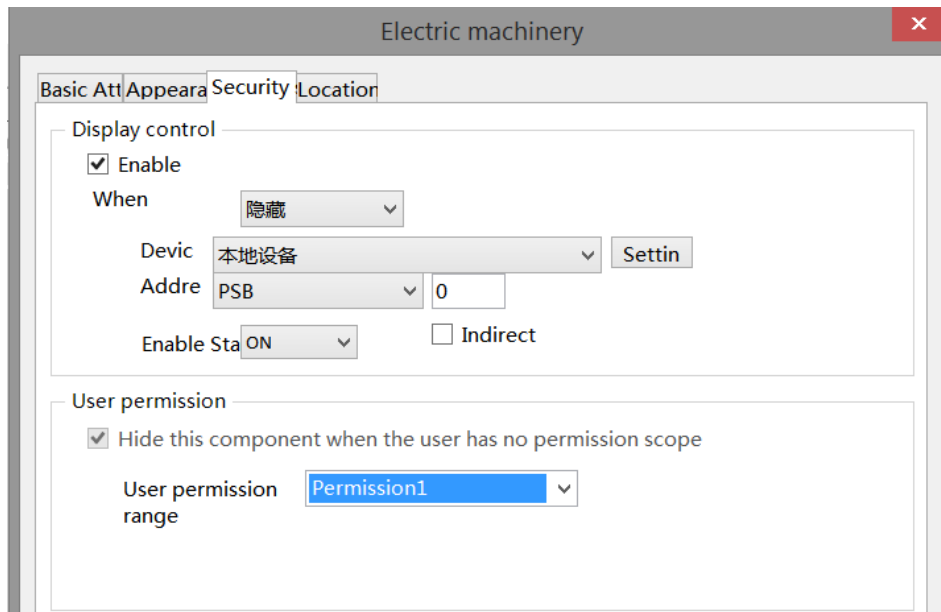 Electric machinery
Basic Att Appeara Security Location
Display control
Enable
When 隐藏
Devic 本地设备 Settin
Addre PSB 0
Enable Sta ON Indirect
User permission
Hide this component when the user has no permission scope
User permission Permission1
range